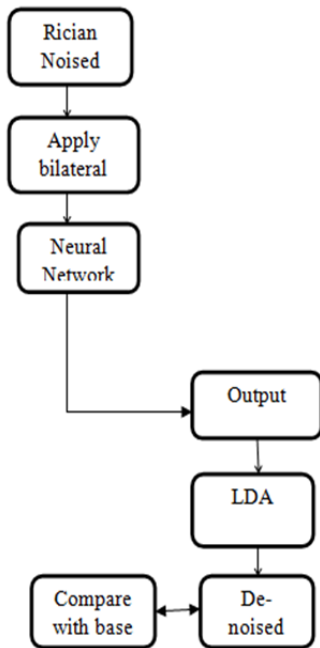 Rician
Noised
Apply
bilateral
Neural
Network
Output
LDA
De-
noised
Compare
with base